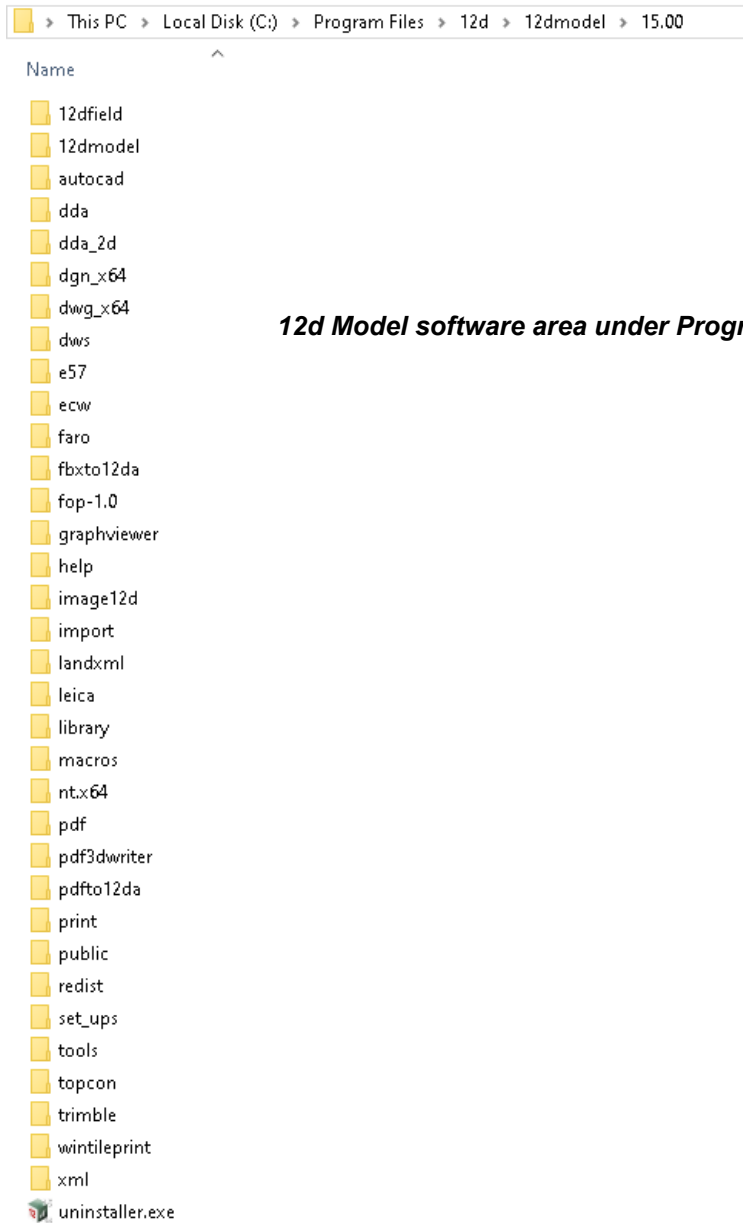 This PC > Local Disk (C:) > Program Files > 12d > 12dmodel > 15.00
Name
12dfield
12dmodel
autocad
dda
dda_2d
dgn_x64
dwg_x64
12d Model software area under Progr
dws
e57
ecw
faro
fbxto12da
fop-1.0
graphviewer
help
image12d
import
landxml
leica
library
macros
nt.x64
pdf
pdf3dwriter
pdfto12da
print
public
redist
set_ups
tools
topcon
trimble
wintileprint
xml
uninstaller.exe